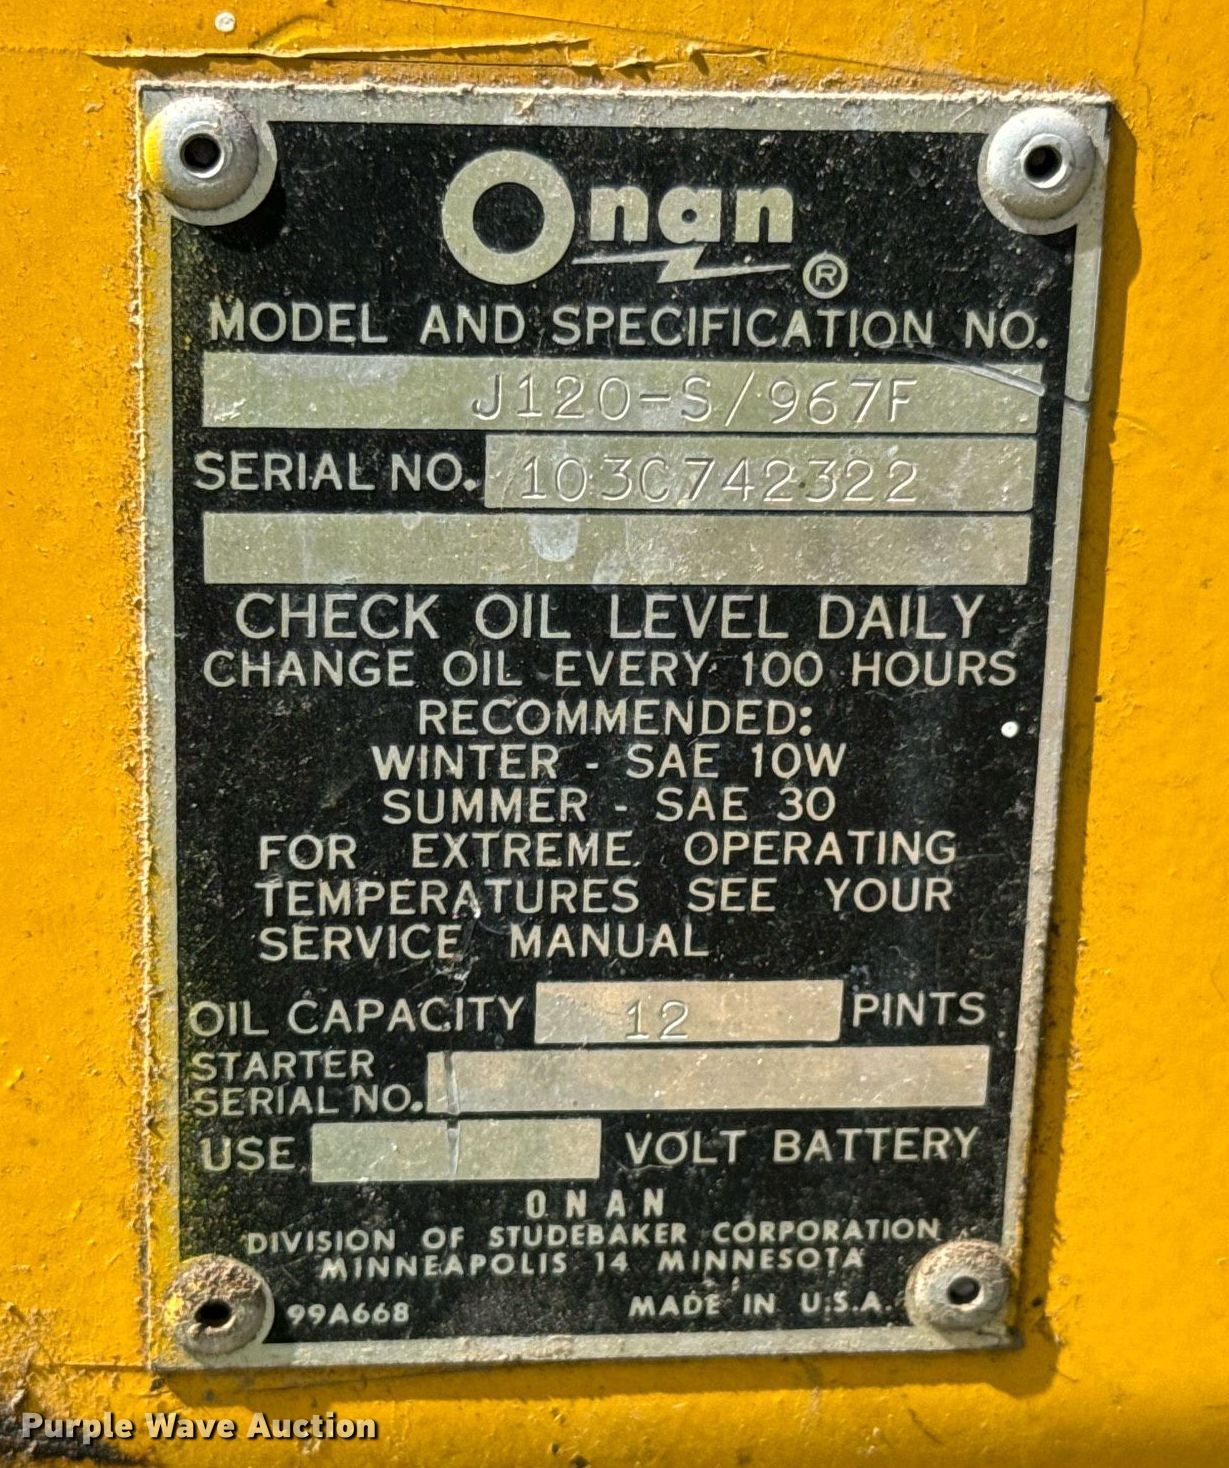 Onan ®
MODEL AND SPECIFICATION NO.
J120-S/967F
SERIAL NO. 103C742322
CHECK OIL LEVEL DAILY
CHANGE OIL EVERY 100 HOURS
RECOMMENDED:
WINTER - SAE 10W
SUMMER - SAE 30
FOR EXTREME OPERATING
TEMPERATURES SEE YOUR
SERVICE MANUAL
OIL CAPACITY 12 PINTS
STARTER
SERIAL NO.
USE VOLT BATTERY
ONAN
DIVISION OF STUDEBAKER CORPORATION
MINNEAPOLIS 14 MINNESOTA
99A668 MADE IN U.S.A.
Purple Wave Auction